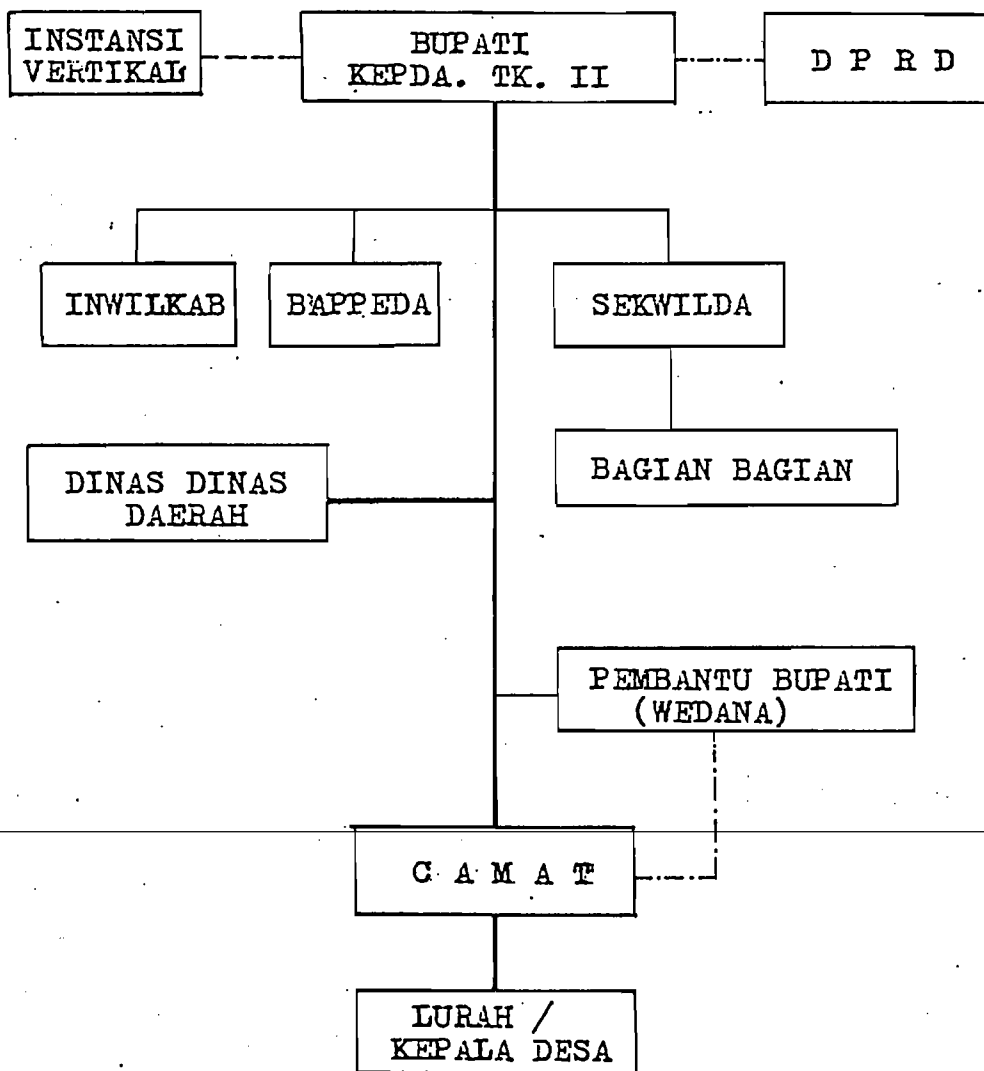 INSTANSI
VERTIKAL
BUPATI
KEPDA. TK. II
D P R D
INWILKAB
BAPPEDA
SEKWILDA
DINAS DINAS
DAERAH
BAGIAN BAGIAN
PEMBANTU BUPATI
(WEDANA)
C A M A T
LURAH /
KEPALA DESA